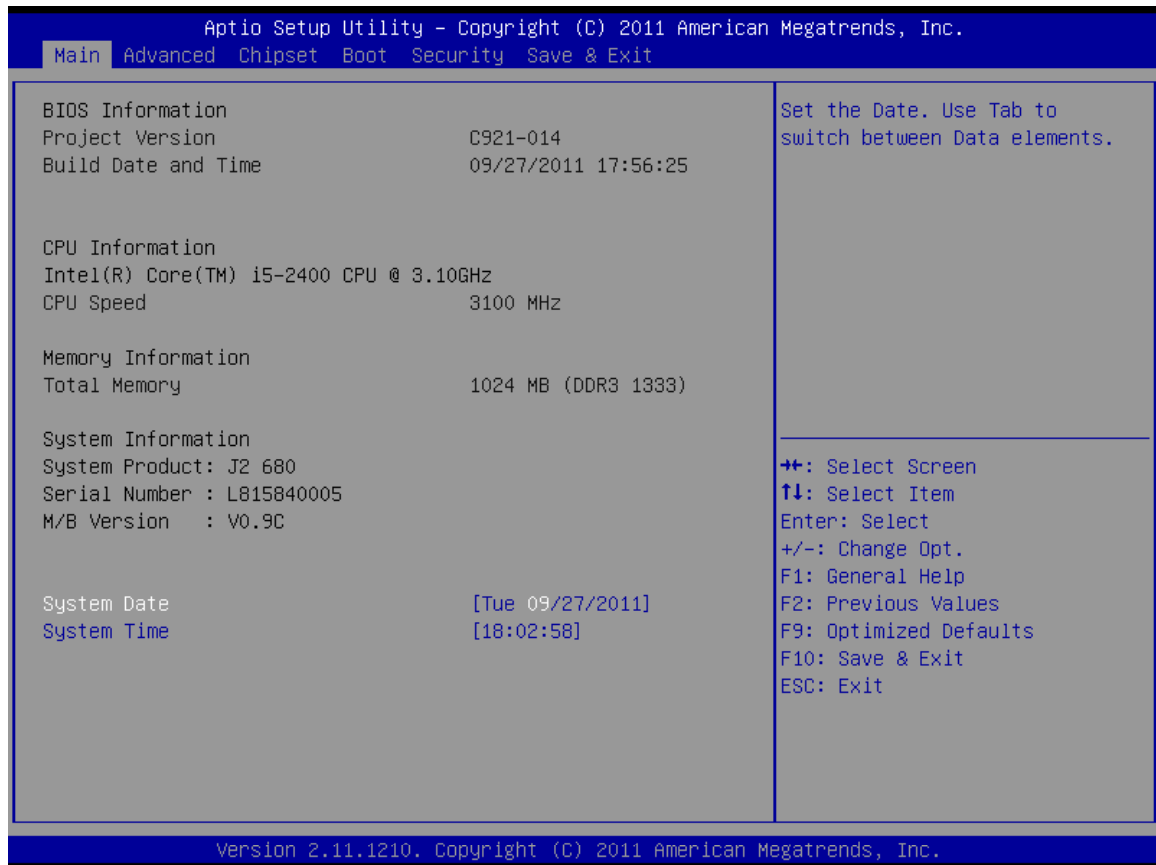 Aptio Setup Utility – Copyright (C) 2011 American Megatrends, Inc.
Main Advanced Chipset Boot Security Save & Exit
BIOS Information
Project Version C921-014
Build Date and Time 09/27/2011 17:56:25
CPU Information
Intel(R) Core(TM) i5-2400 CPU @ 3.10GHz
CPU Speed 3100 MHz
Memory Information
Total Memory 1024 MB (DDR3 1333)
System Information
System Product: J2 680
Serial Number : L815840005
M/B Version : V0.9C
System Date [Tue 09/27/2011]
System Time [18:02:58]
Set the Date. Use Tab to
switch between Data elements.
→←: Select Screen
↑↓: Select Item
Enter: Select
+/-: Change Opt.
F1: General Help
F2: Previous Values
F9: Optimized Defaults
F10: Save & Exit
ESC: Exit
Version 2.11.1210. Copyright (C) 2011 American Megatrends, Inc.